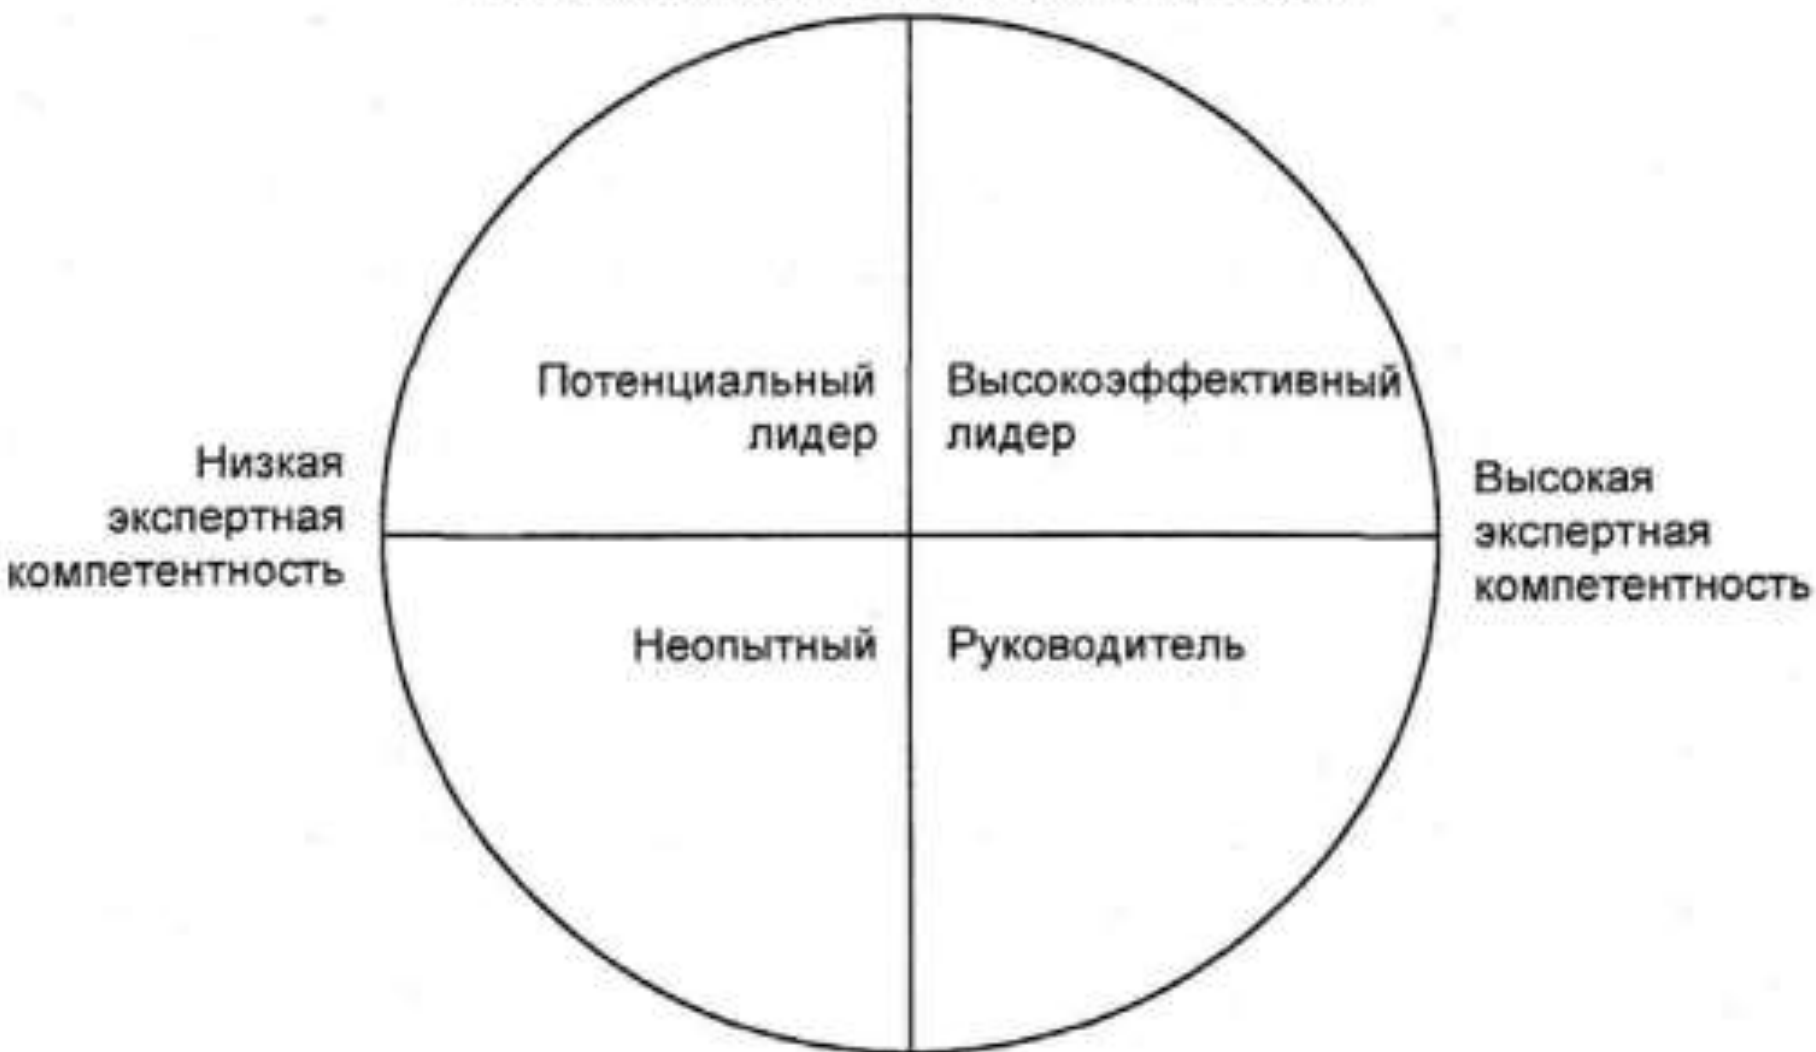 Потенциальный
лидер
Высокоэффективный
лидер
Низкая
экспертная
компетентность
Высокая
экспертная
компетентность
Неопытный
Руководитель